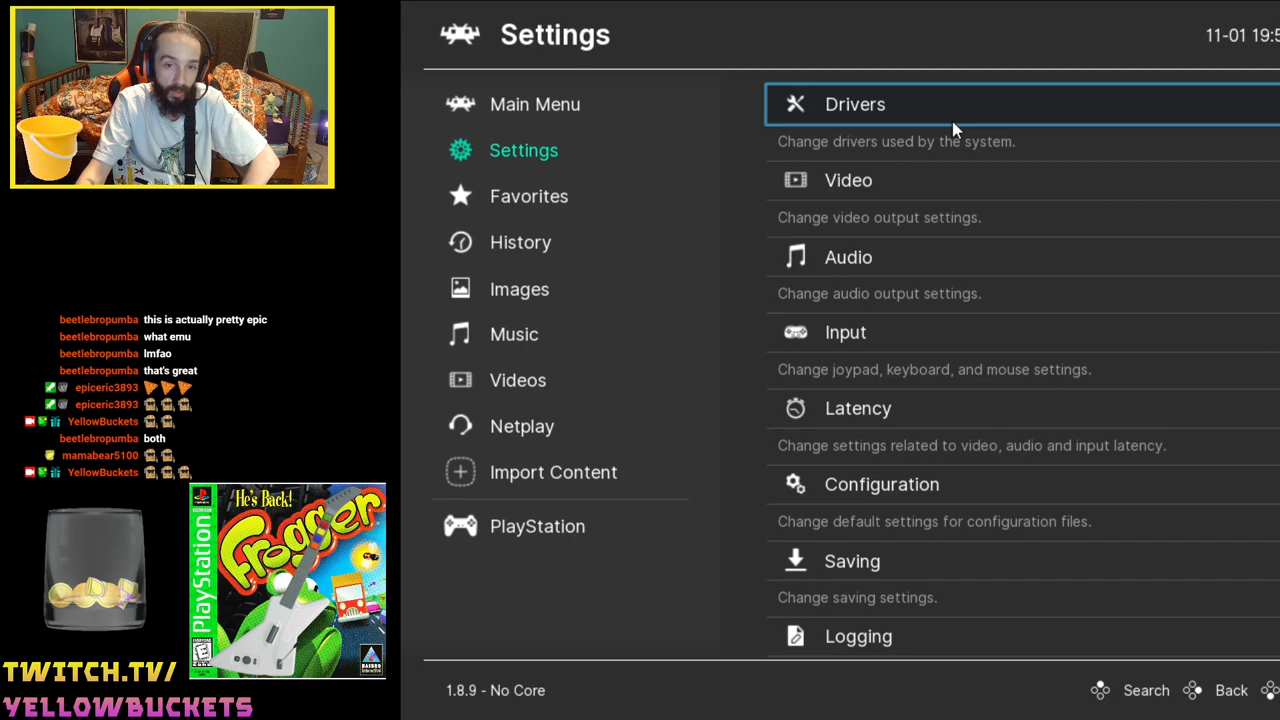 Settings
11-01 19:5
Main Menu
Settings
Favorites
History
Images
Music
Videos
Netplay
Import Content
PlayStation
Drivers
Change drivers used by the system.
Video
Change video output settings.
Audio
Change audio output settings.
Input
Change joypad, keyboard, and mouse settings.
Latency
Change settings related to video, audio and input latency.
Configuration
Change default settings for configuration files.
Saving
Change saving settings.
Logging
1.8.9 - No Core
Search
Back
beetlebropumba this is actually pretty epic
beetlebropumba what emu
beetlebropumba lmfao
beetlebropumba that's great
epiceric3893
epiceric3893
YellowBuckets
beetlebropumba both
mamabear5100
YellowBuckets
PlayStation
He's Back!
Frogger
E
TWITCH.TV/
YELLOWBUCKETS